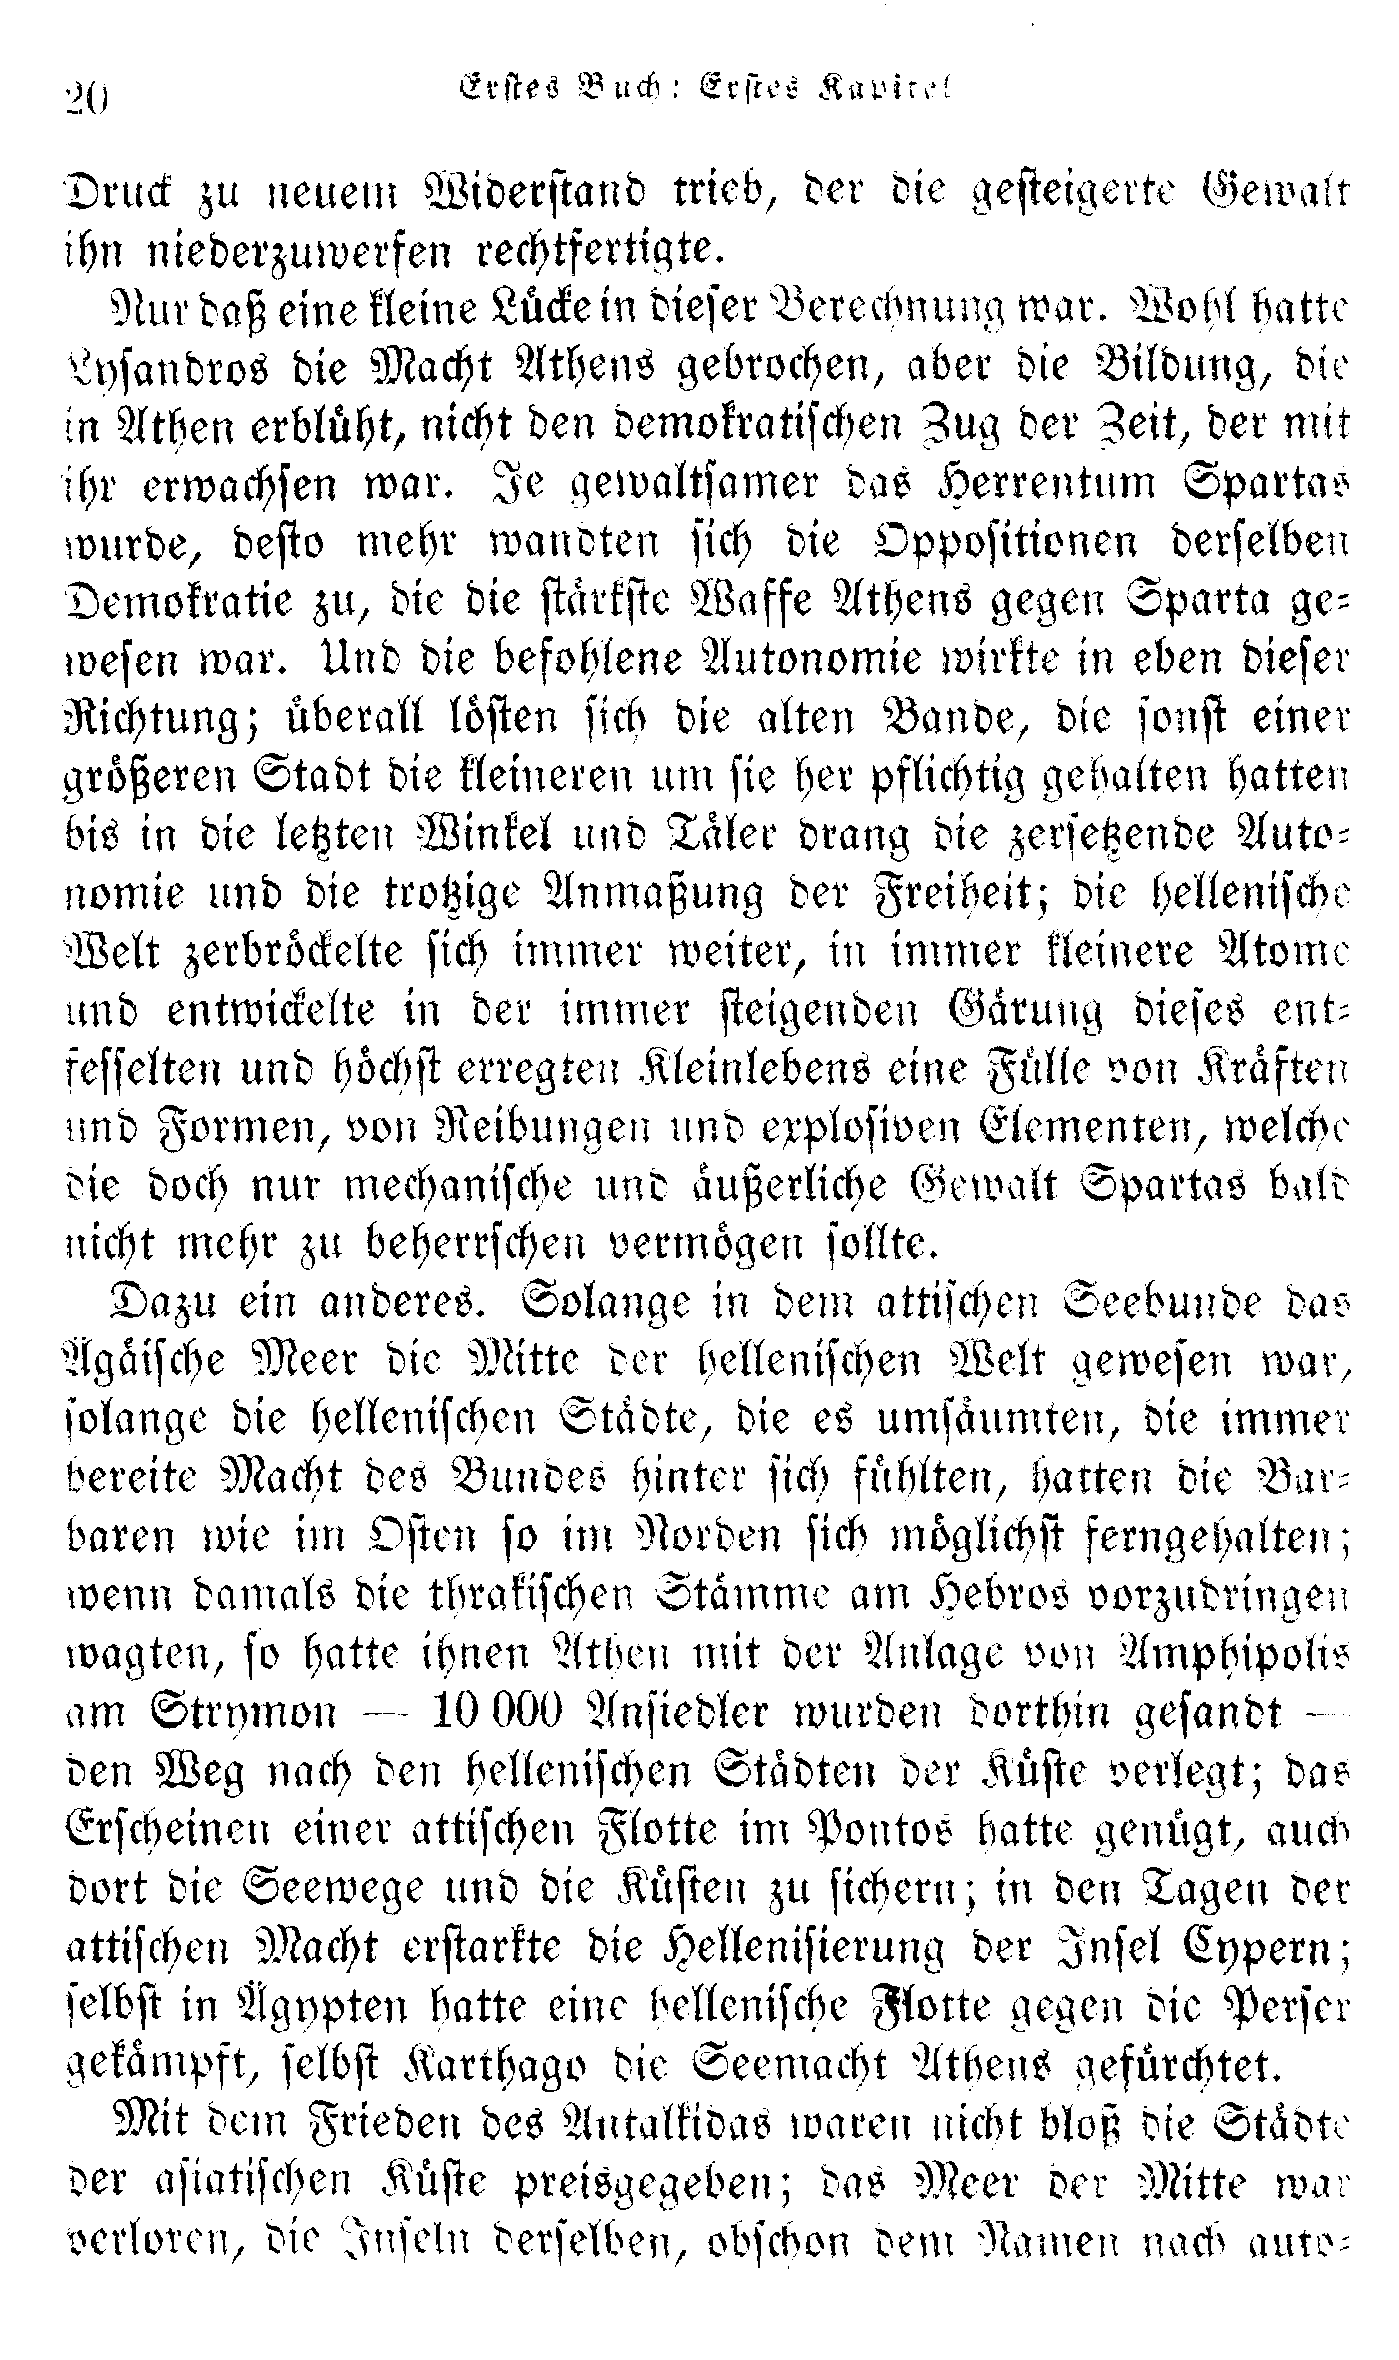 20
Erstes Buch: Erstes Kapitel
Druck zu neuem Widerstand trieb, der die gesteigerte Gewalt
ihn niederzuwerfen rechtfertigte.
Nur daß eine kleine Lücke in dieser Berechnung war. Wohl hatte
Lysandros die Macht Athens gebrochen, aber die Bildung, die
in Athen erblüht, nicht den demokratischen Zug der Zeit, der mit
ihr erwachsen war. Je gewaltsamer das Herrentum Spartas
wurde, desto mehr wandten sich die Oppositionen derselben
Demokratie zu, die die stärkste Waffe Athens gegen Sparta ge-
wesen war. Und die befohlene Autonomie wirkte in eben dieser
Richtung; überall lösten sich die alten Bande, die sonst einer
größeren Stadt die kleineren um sie her pflichtig gehalten hatten
bis in die letzten Winkel und Täler drang die zersetzende Auto-
nomie und die trotzige Anmaßung der Freiheit; die hellenische
Welt zerbröckelte sich immer weiter, in immer kleinere Atome
und entwickelte in der immer steigenden Gärung dieses ent-
fesselten und höchst erregten Kleinlebens eine Fülle von Kräften
und Formen, von Reibungen und explosiven Elementen, welche
die doch nur mechanische und äußerliche Gewalt Spartas bald
nicht mehr zu beherrschen vermögen sollte.
Dazu ein anderes. Solange in dem attischen Seebunde das
Ägäische Meer die Mitte der hellenischen Welt gewesen war,
solange die hellenischen Städte, die es umsäumten, die immer
bereite Macht des Bundes hinter sich fühlten, hatten die Bar-
baren wie im Osten so im Norden sich möglichst ferngehalten;
wenn damals die thrakischen Stämme am Hebros vorzudringen
wagten, so hatte ihnen Athen mit der Anlage von Amphipolis
am Strymon — 10 000 Ansiedler wurden dorthin gesandt —
den Weg nach den hellenischen Städten der Küste verlegt; das
Erscheinen einer attischen Flotte im Pontos hatte genügt, auch
dort die Seewege und die Küsten zu sichern; in den Tagen der
attischen Macht erstarkte die Hellenisierung der Insel Cypern;
selbst in Ägypten hatte eine hellenische Flotte gegen die Perser
gekämpft, selbst Karthago die Seemacht Athens gefürchtet.
Mit dem Frieden des Antalkidas waren nicht bloß die Städte
der asiatischen Küste preisgegeben; das Meer der Mitte war
verloren, die Inseln derselben, obschon dem Namen nach auto-